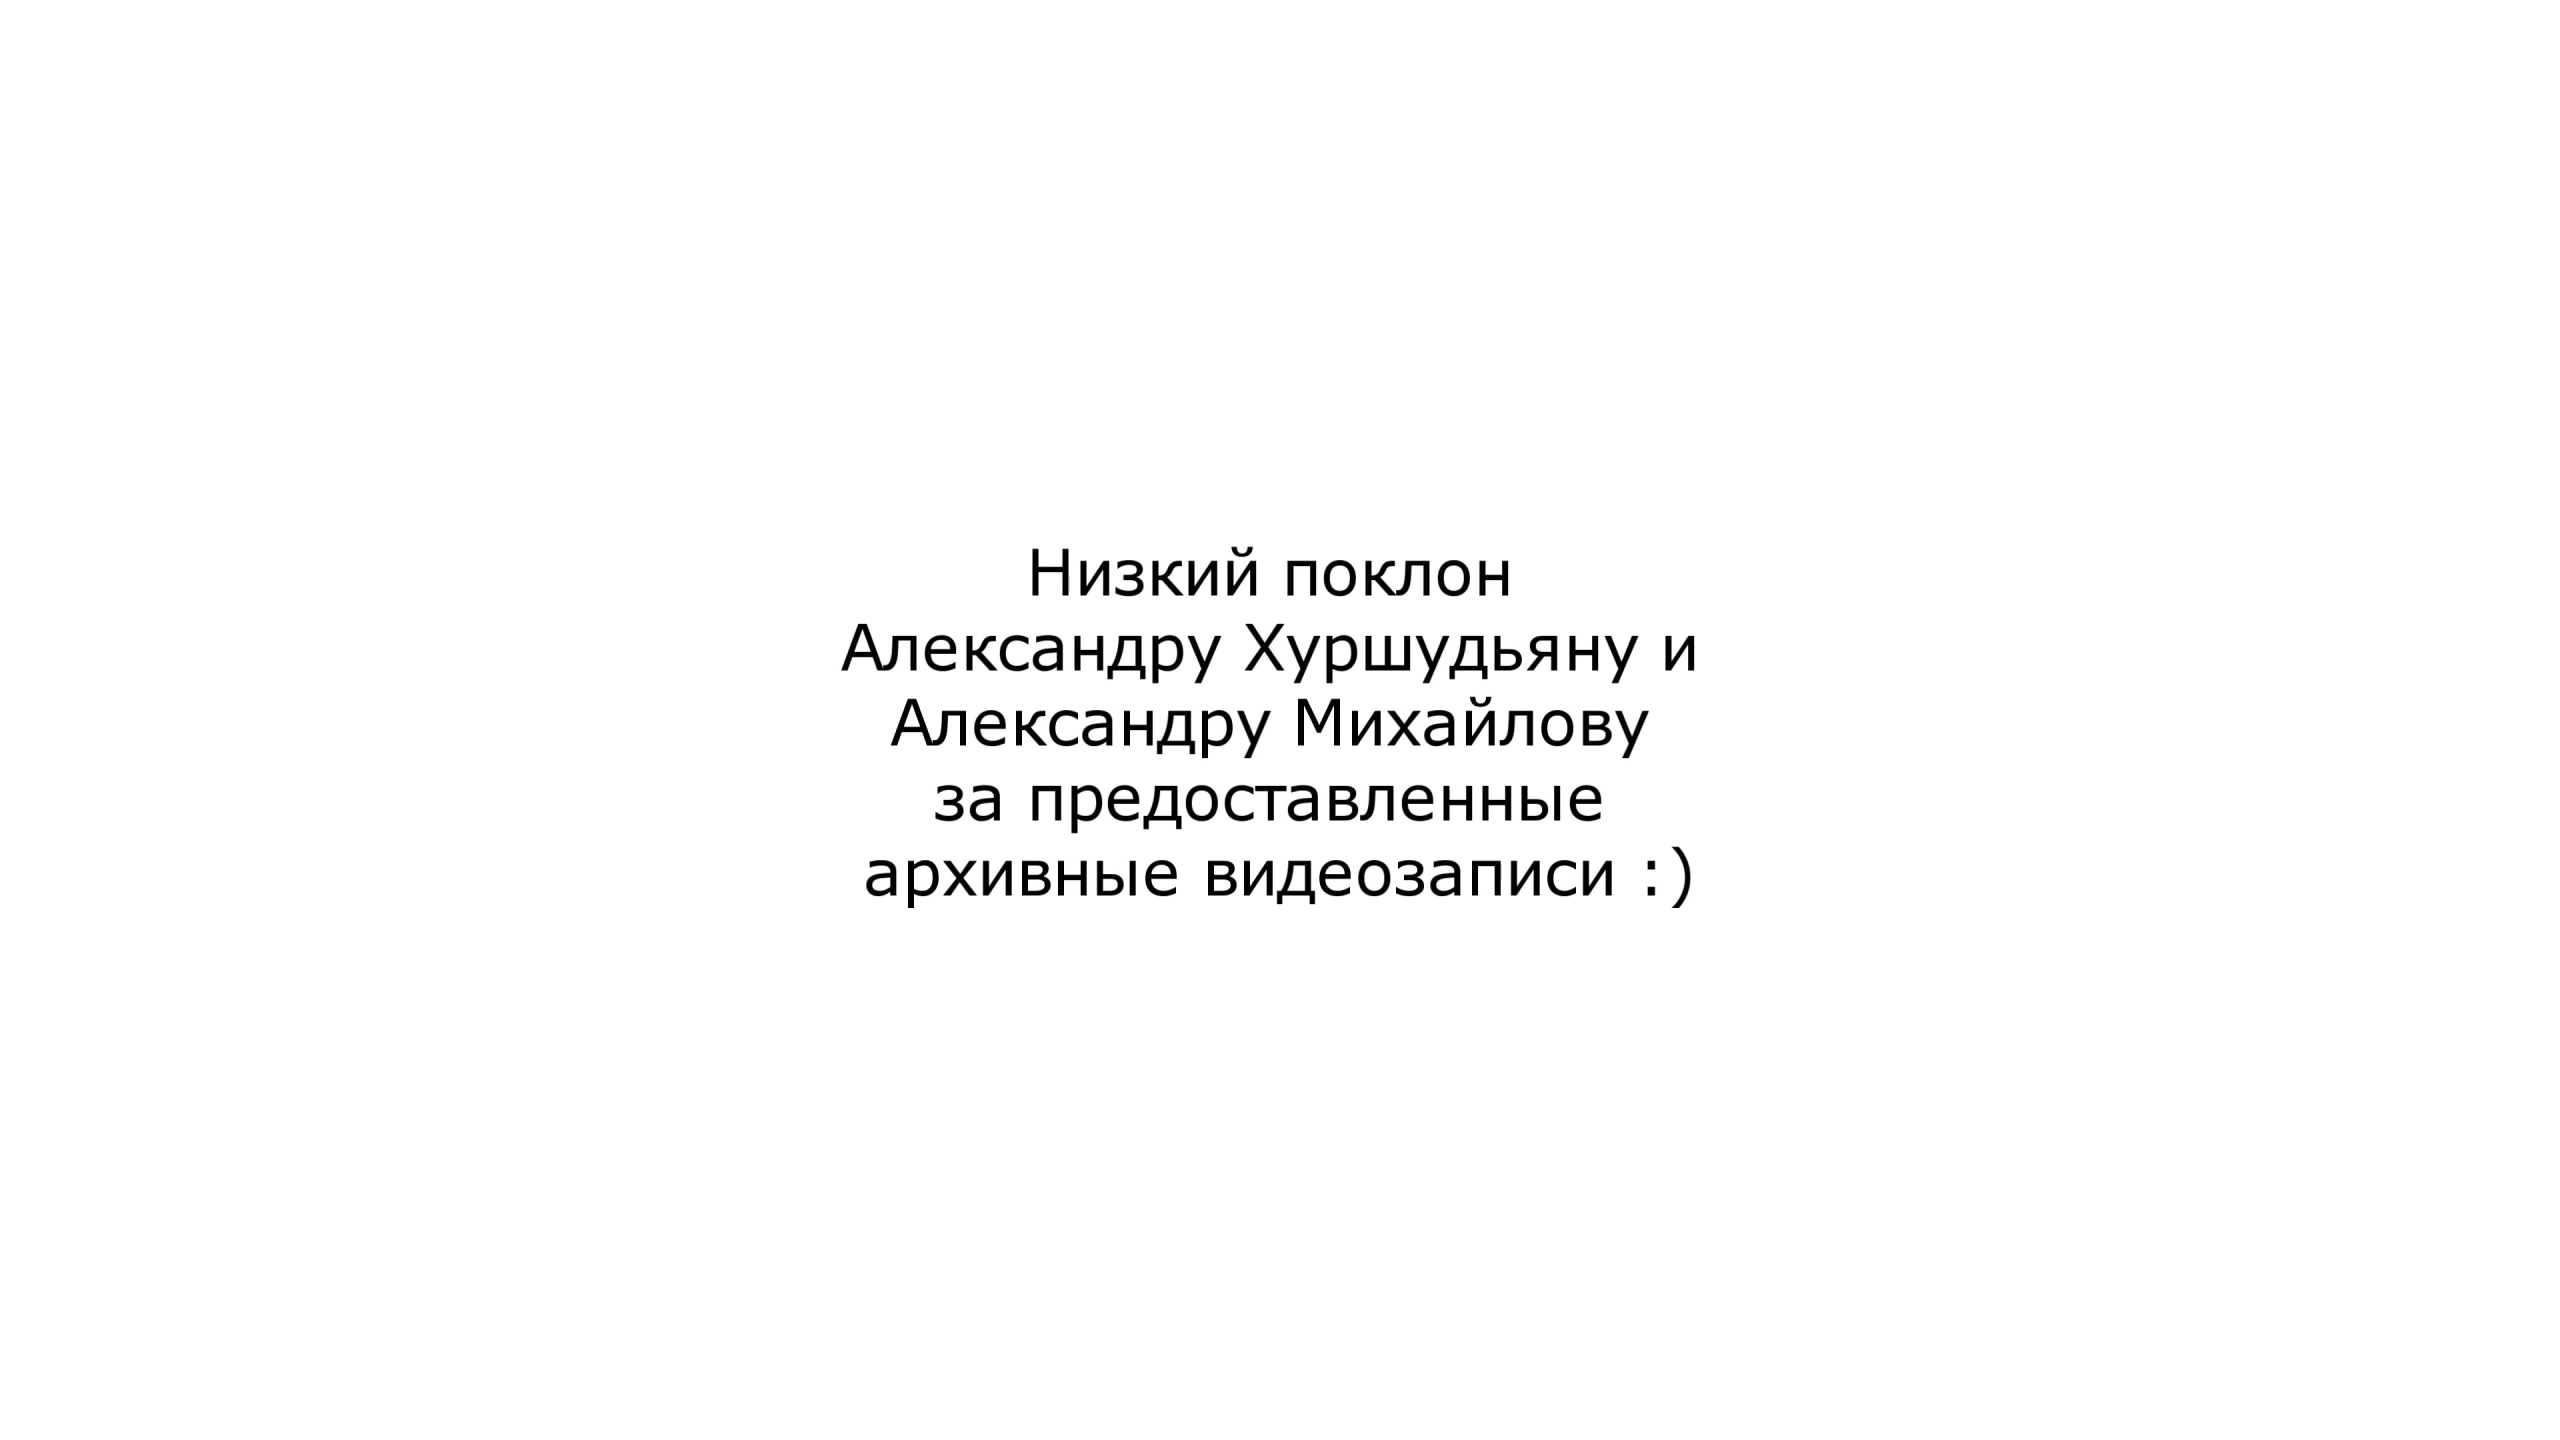 Низкий поклон
Александру Хуршудьяну и
Александру Михайлову
за предоставленные
архивные видеозаписи :)